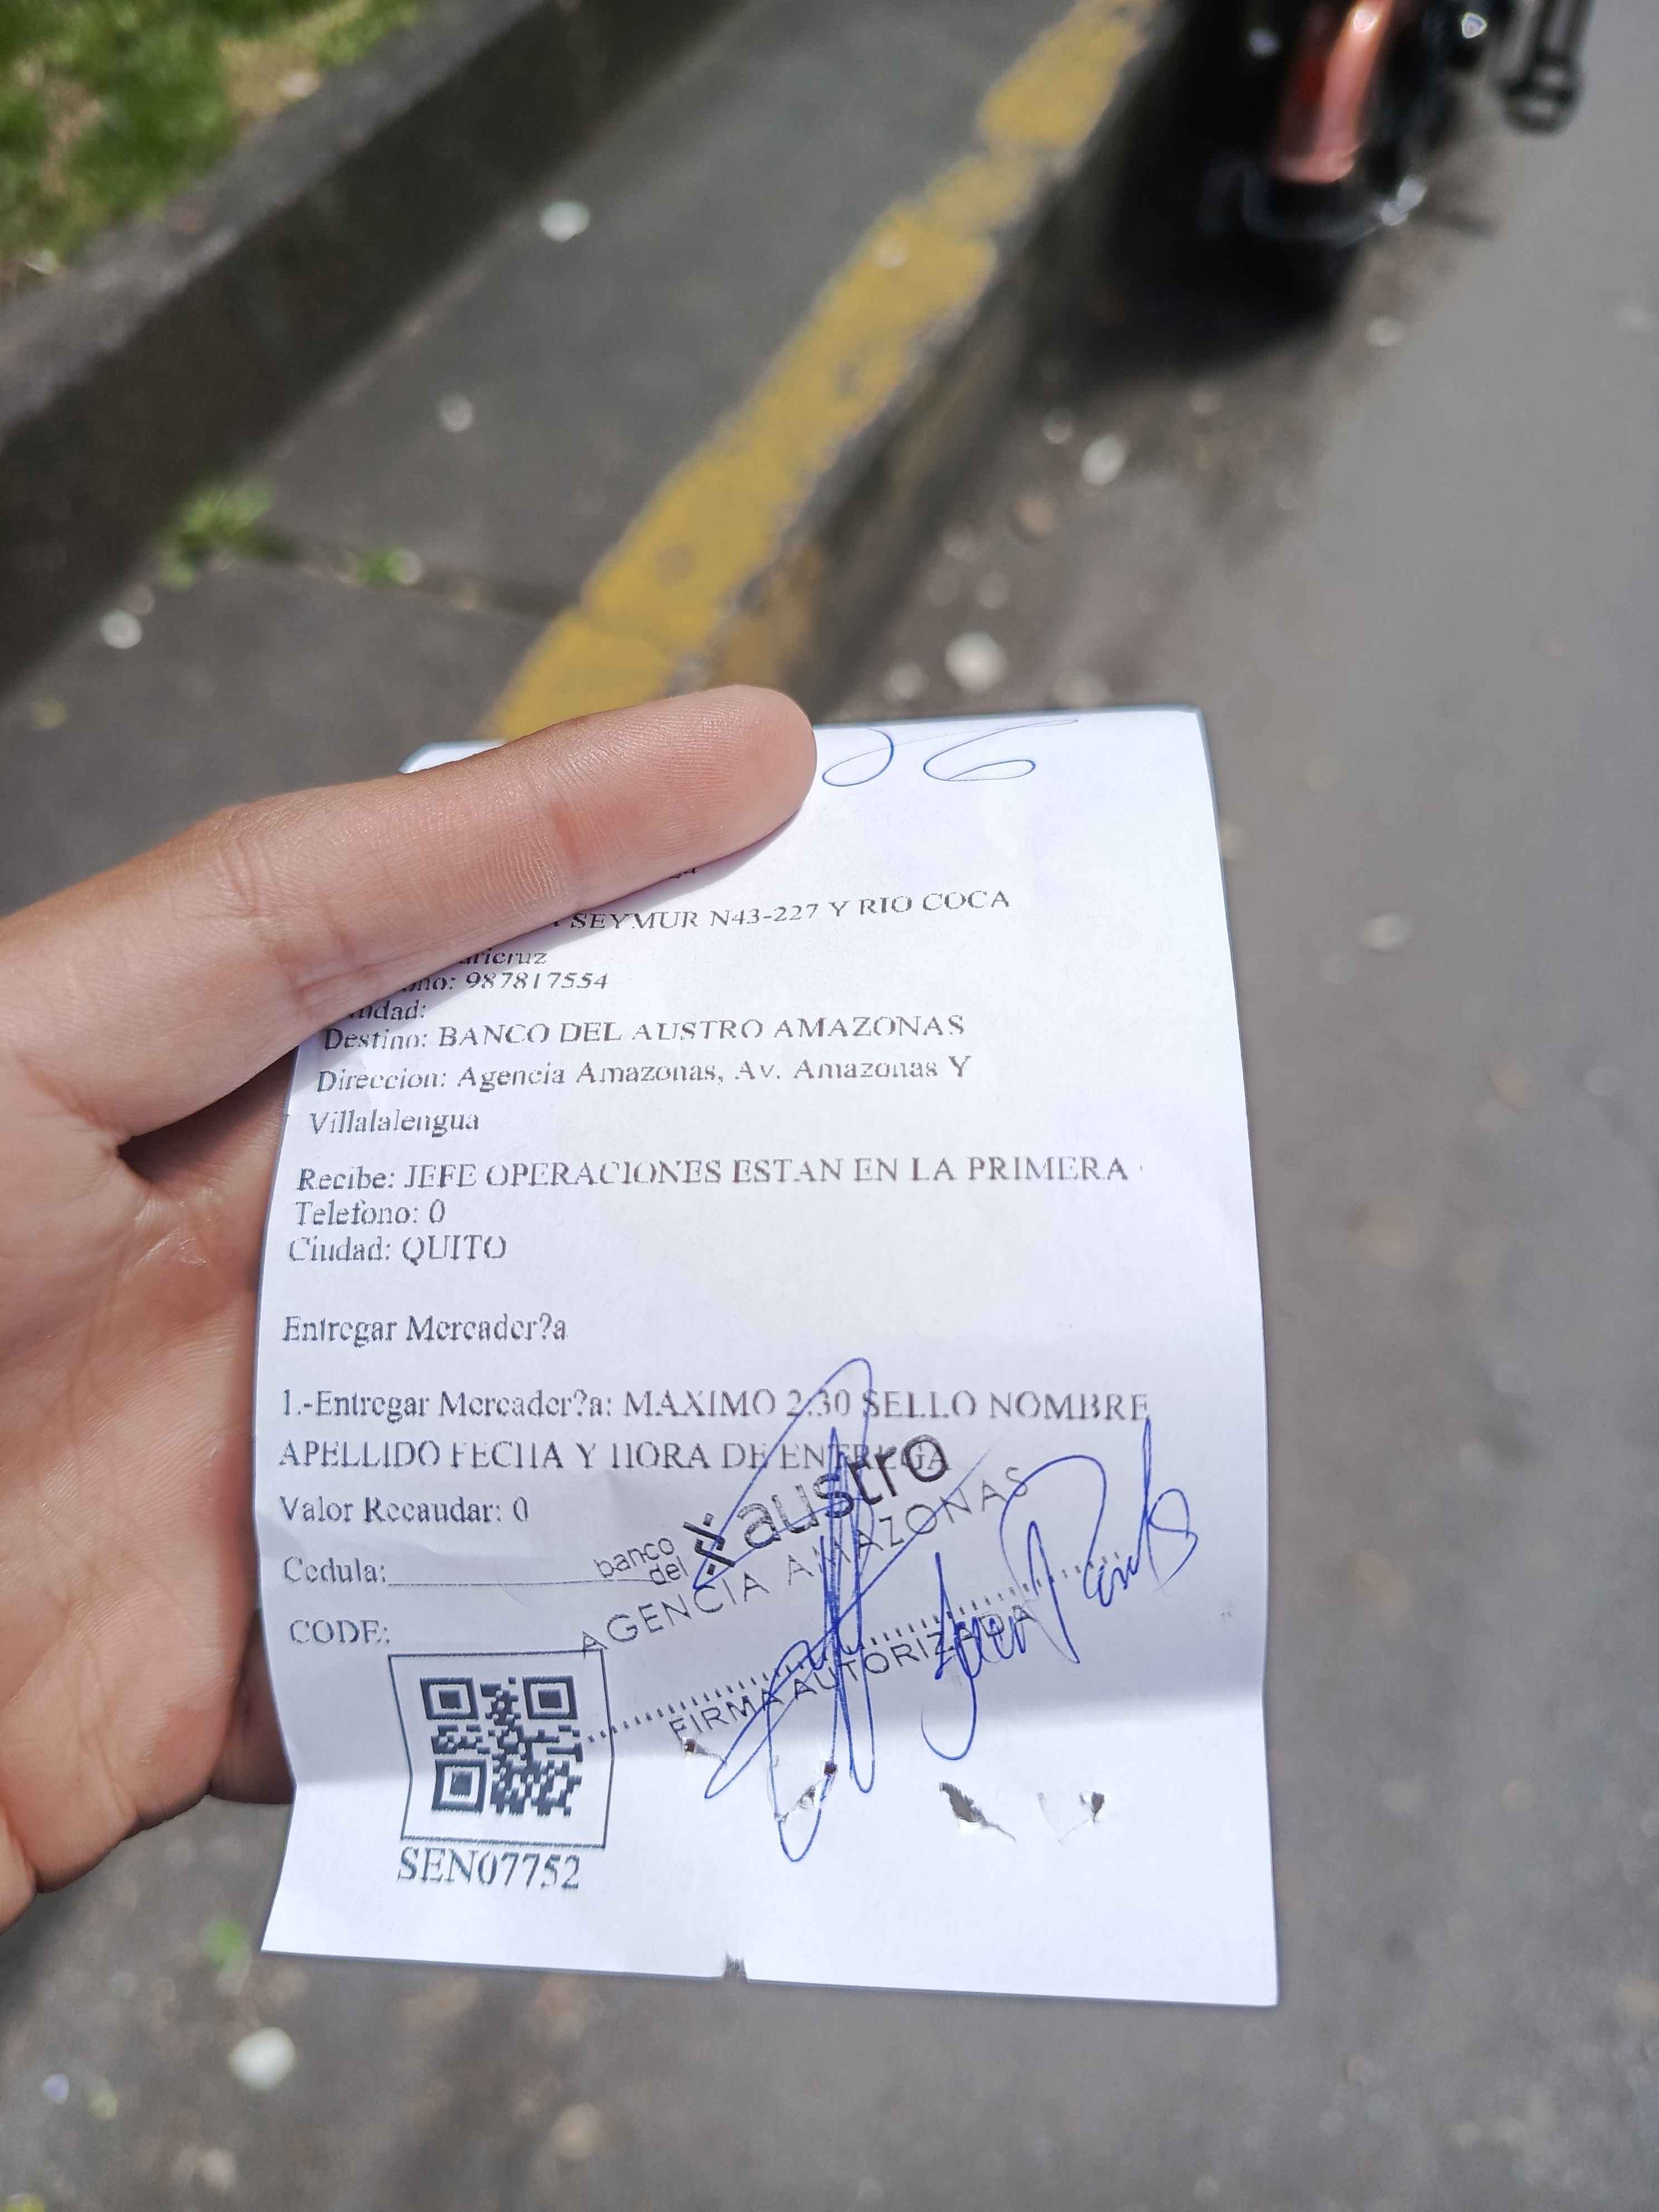 SEYMUR N43-227 Y RIO COCA
987817554
Destino: BANCO DEL AUSTRO AMAZONAS
Direccion: Agencia Amazonas, Av. Amazonas Y
Villalalengua
Recibe: JEFE OPERACIONES ESTAN EN LA PRIMERA
Telefono: 0
Ciudad: QUITO
Entregar Mercader?a
1.-Entregar Mercader?a: MAXIMO 2:30 SELLO NOMBRE
APELLIDO FECHA Y HORA DE ENTREGA
Valor Recaudar: 0
banco del austro
AGENCIA AMAZONAS
Cedula:
CODE:
FIRMA AUTORIZADA
SEN07752